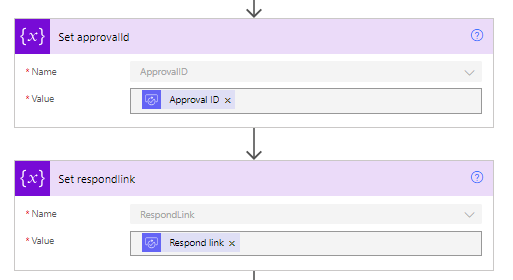 {x} Set approvalId ?
* Name ApprovalID
* Value Approval ID ×
{x} Set respondlink ?
* Name RespondLink
* Value Respond link ×